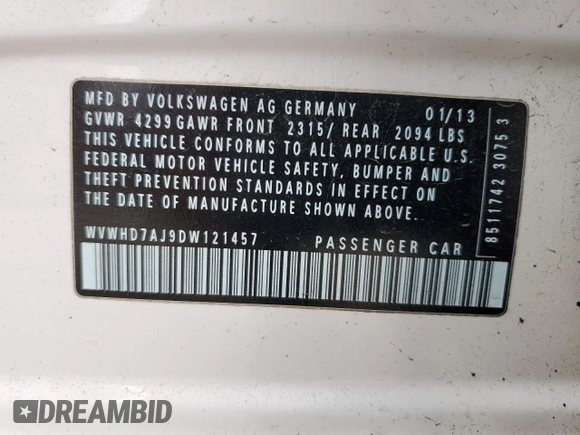 MFD BY VOLKSWAGEN AG GERMANY 01/13
GVWR 4299 GAWR FRONT 2315/ REAR 2094 LBS
THIS VEHICLE CONFORMS TO ALL APPLICABLE U.S.
FEDERAL MOTOR VEHICLE SAFETY, BUMPER AND
THEFT PREVENTION STANDARDS IN EFFECT ON
THE DATE OF MANUFACTURE SHOWN ABOVE.
WVWHD7AJ9DW121457 PASSENGER CAR
8511742 3075 3
DREAMBID